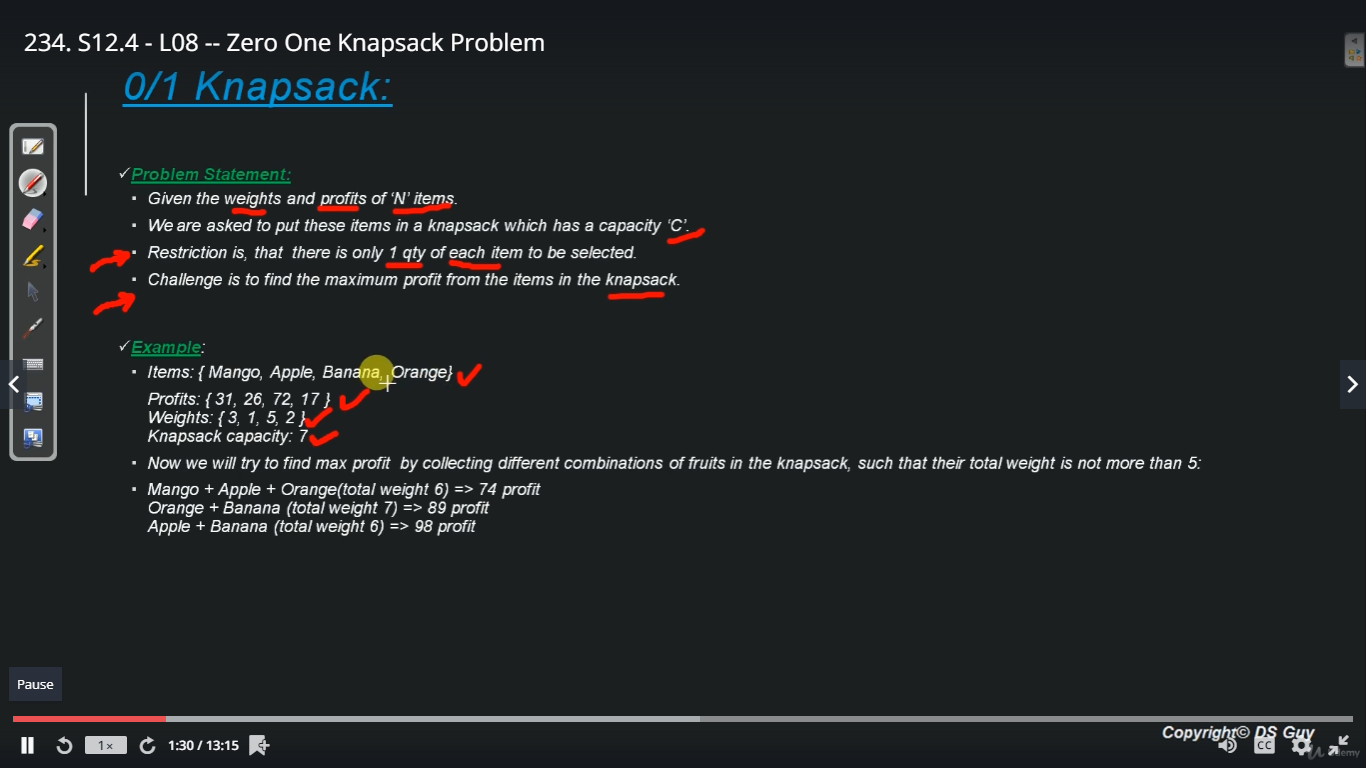 234. S12.4 - L08 -- Zero One Knapsack Problem
0/1 Knapsack:
✓Problem Statement:
▪ Given the weights and profits of ‘N’ items.
▪ We are asked to put these items in a knapsack which has a capacity ‘C’.
▪ Restriction is, that there is only 1 qty of each item to be selected.
▪ Challenge is to find the maximum profit from the items in the knapsack.
✓Example:
▪ Items: { Mango, Apple, Banana, Orange}
Profits: { 31, 26, 72, 17 }
Weights: { 3, 1, 5, 2 }
Knapsack capacity: 7
▪ Now we will try to find max profit by collecting different combinations of fruits in the knapsack, such that their total weight is not more than 5:
▪ Mango + Apple + Orange(total weight 6) => 74 profit
Orange + Banana (total weight 7) => 89 profit
Apple + Banana (total weight 6) => 98 profit
Pause
Copyright© DS Guy
1x
1:30 / 13:15
CC